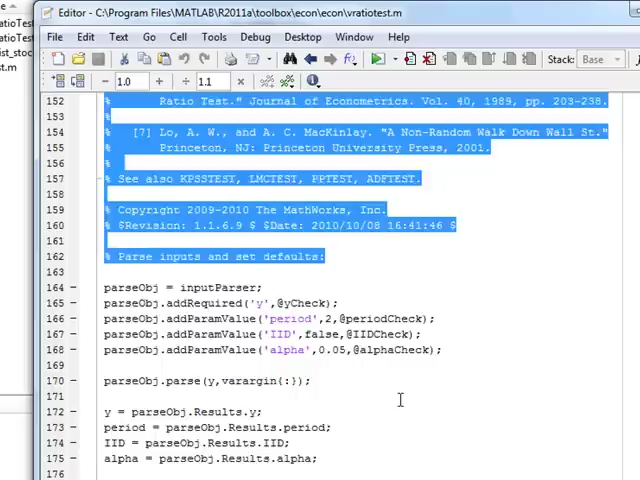 Editor - C:\Program Files\MATLAB\R2011a\toolbox\econ\econ\vratiotest.m
File Edit Text Go Cell Tools Debug Desktop Window Help
Stack: Base
1.0
1.1
152 % Ratio Test." Journal of Econometrics. Vol. 40, 1989, pp. 203-238.
153 %
154 % [7] Lo, A. W., and A. C. MacKinlay. "A Non-Random Walk Down Wall St."
155 % Princeton, NJ: Princeton University Press, 2001.
156 %
157 % See also KPSSTEST, LMCTEST, PPTEST, ADFTEST.
158
159 % Copyright 2009-2010 The MathWorks, Inc.
160 % $Revision: 1.1.6.9 $ $Date: 2010/10/08 16:41:46 $
161
162 % Parse inputs and set defaults:
163
164 parseObj = inputParser;
165 parseObj.addRequired('y',@yCheck);
166 parseObj.addParamValue('period',2,@periodCheck);
167 parseObj.addParamValue('IID',false,@IIDCheck);
168 parseObj.addParamValue('alpha',0.05,@alphaCheck);
169
170 parseObj.parse(y,varargin{:});
171
172 y = parseObj.Results.y;
173 period = parseObj.Results.period;
174 IID = parseObj.Results.IID;
175 alpha = parseObj.Results.alpha;
176